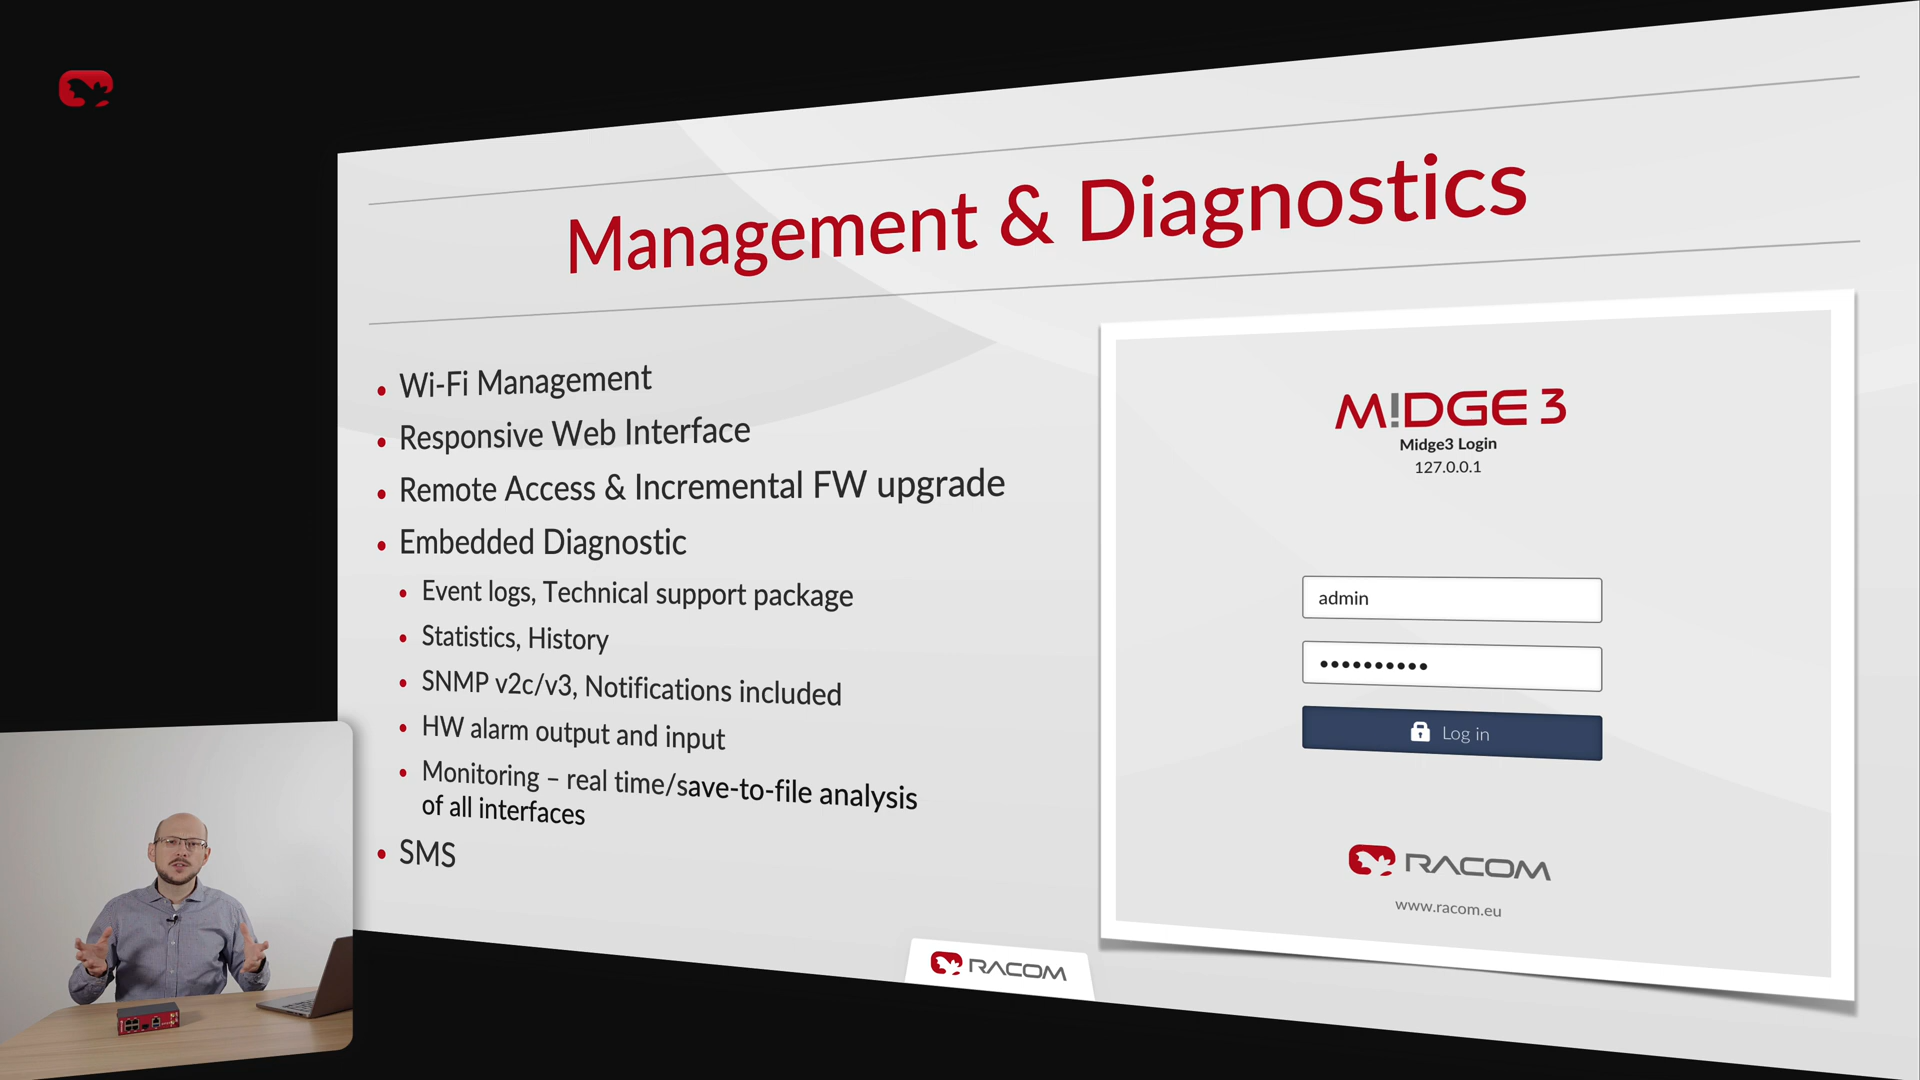 Management & Diagnostics
• Wi-Fi Management
• Responsive Web Interface
• Remote Access & Incremental FW upgrade
• Embedded Diagnostic
• Event logs, Technical support package
• Statistics, History
• SNMP v2c/v3, Notifications included
• HW alarm output and input
• Monitoring – real time/save-to-file analysis
of all interfaces
• SMS
M!DGE 3
Midge3 Login
127.0.0.1
admin
••••••••••
Log in
RACOM
www.racom.eu
RACOM